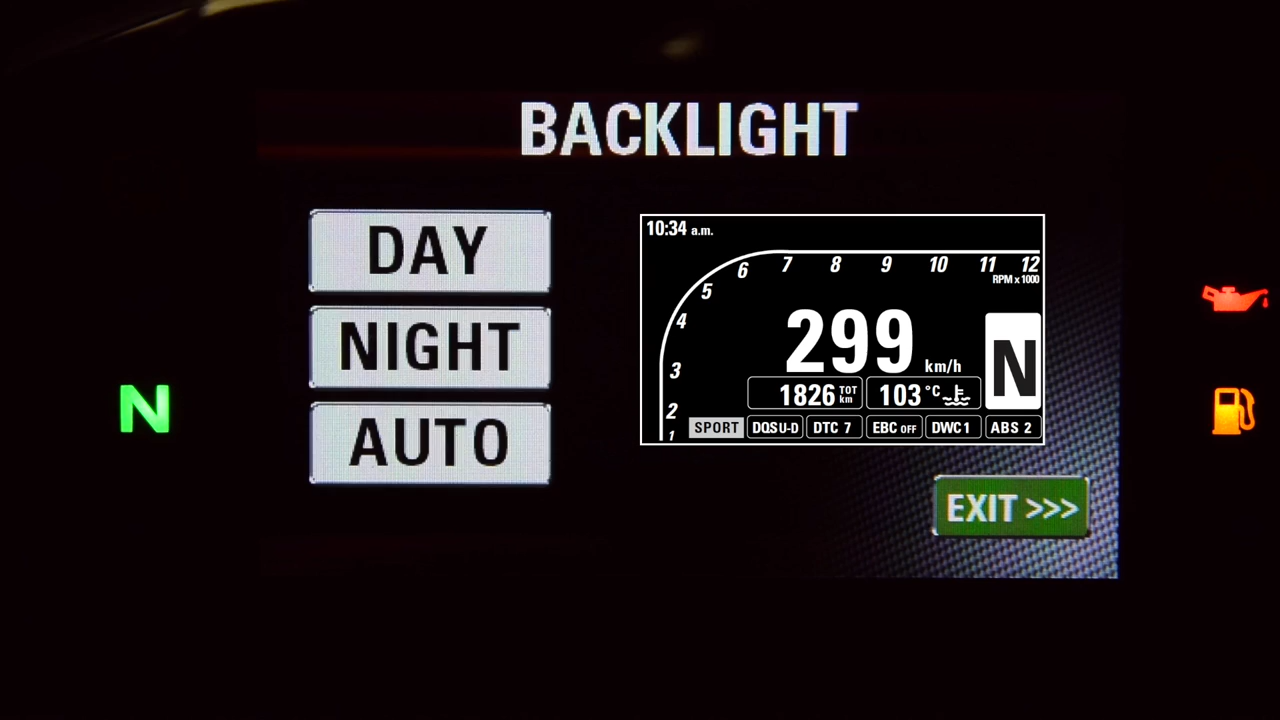 BACKLIGHT
DAY
NIGHT
AUTO
10:34 a.m.
1 2 3 4 5 6 7 8 9 10 11 12
RPM x 1000
299 km/h
N
1826 TOT km
103 °C
SPORT DQS U-D DTC 7 EBC OFF DWC 1 ABS 2
EXIT >>>
N